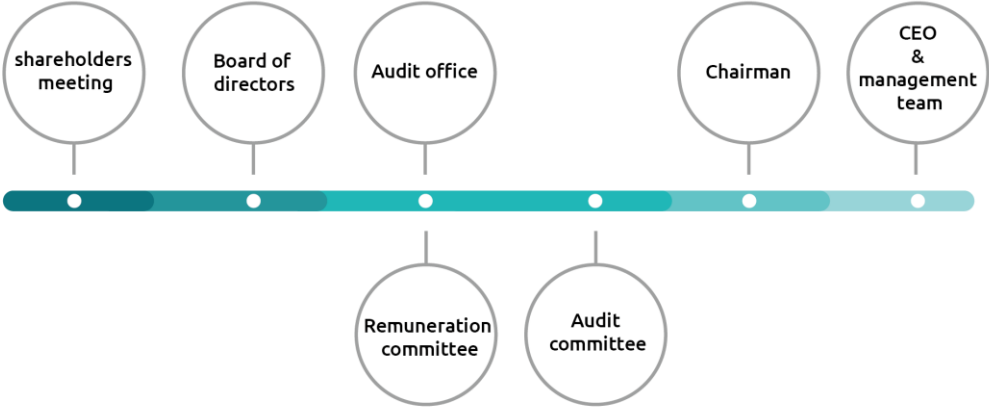 shareholders
meeting
Board of
directors
Audit office
Chairman
CEO
&
management
team
Remuneration
committee
Audit
committee